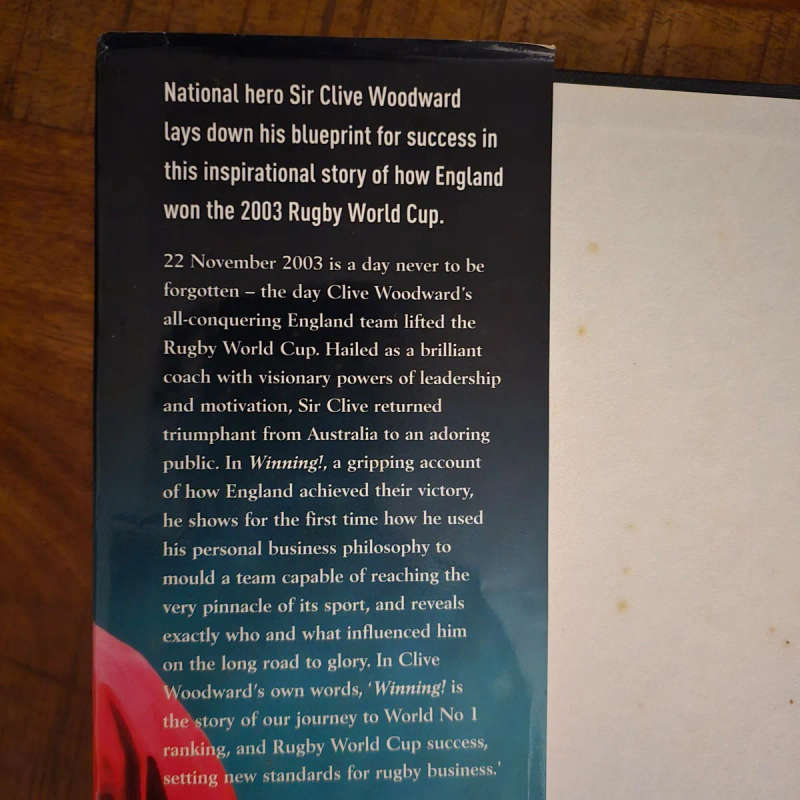 National hero Sir Clive Woodward
lays down his blueprint for success in
this inspirational story of how England
won the 2003 Rugby World Cup.
22 November 2003 is a day never to be
forgotten – the day Clive Woodward's
all-conquering England team lifted the
Rugby World Cup. Hailed as a brilliant
coach with visionary powers of leadership
and motivation, Sir Clive returned
triumphant from Australia to an adoring
public. In Winning!, a gripping account
of how England achieved their victory,
he shows for the first time how he used
his personal business philosophy to
mould a team capable of reaching the
very pinnacle of its sport, and reveals
exactly who and what influenced him
on the long road to glory. In Clive
Woodward's own words, 'Winning! is
the story of our journey to World No 1
ranking, and Rugby World Cup success,
setting new standards for rugby business.'